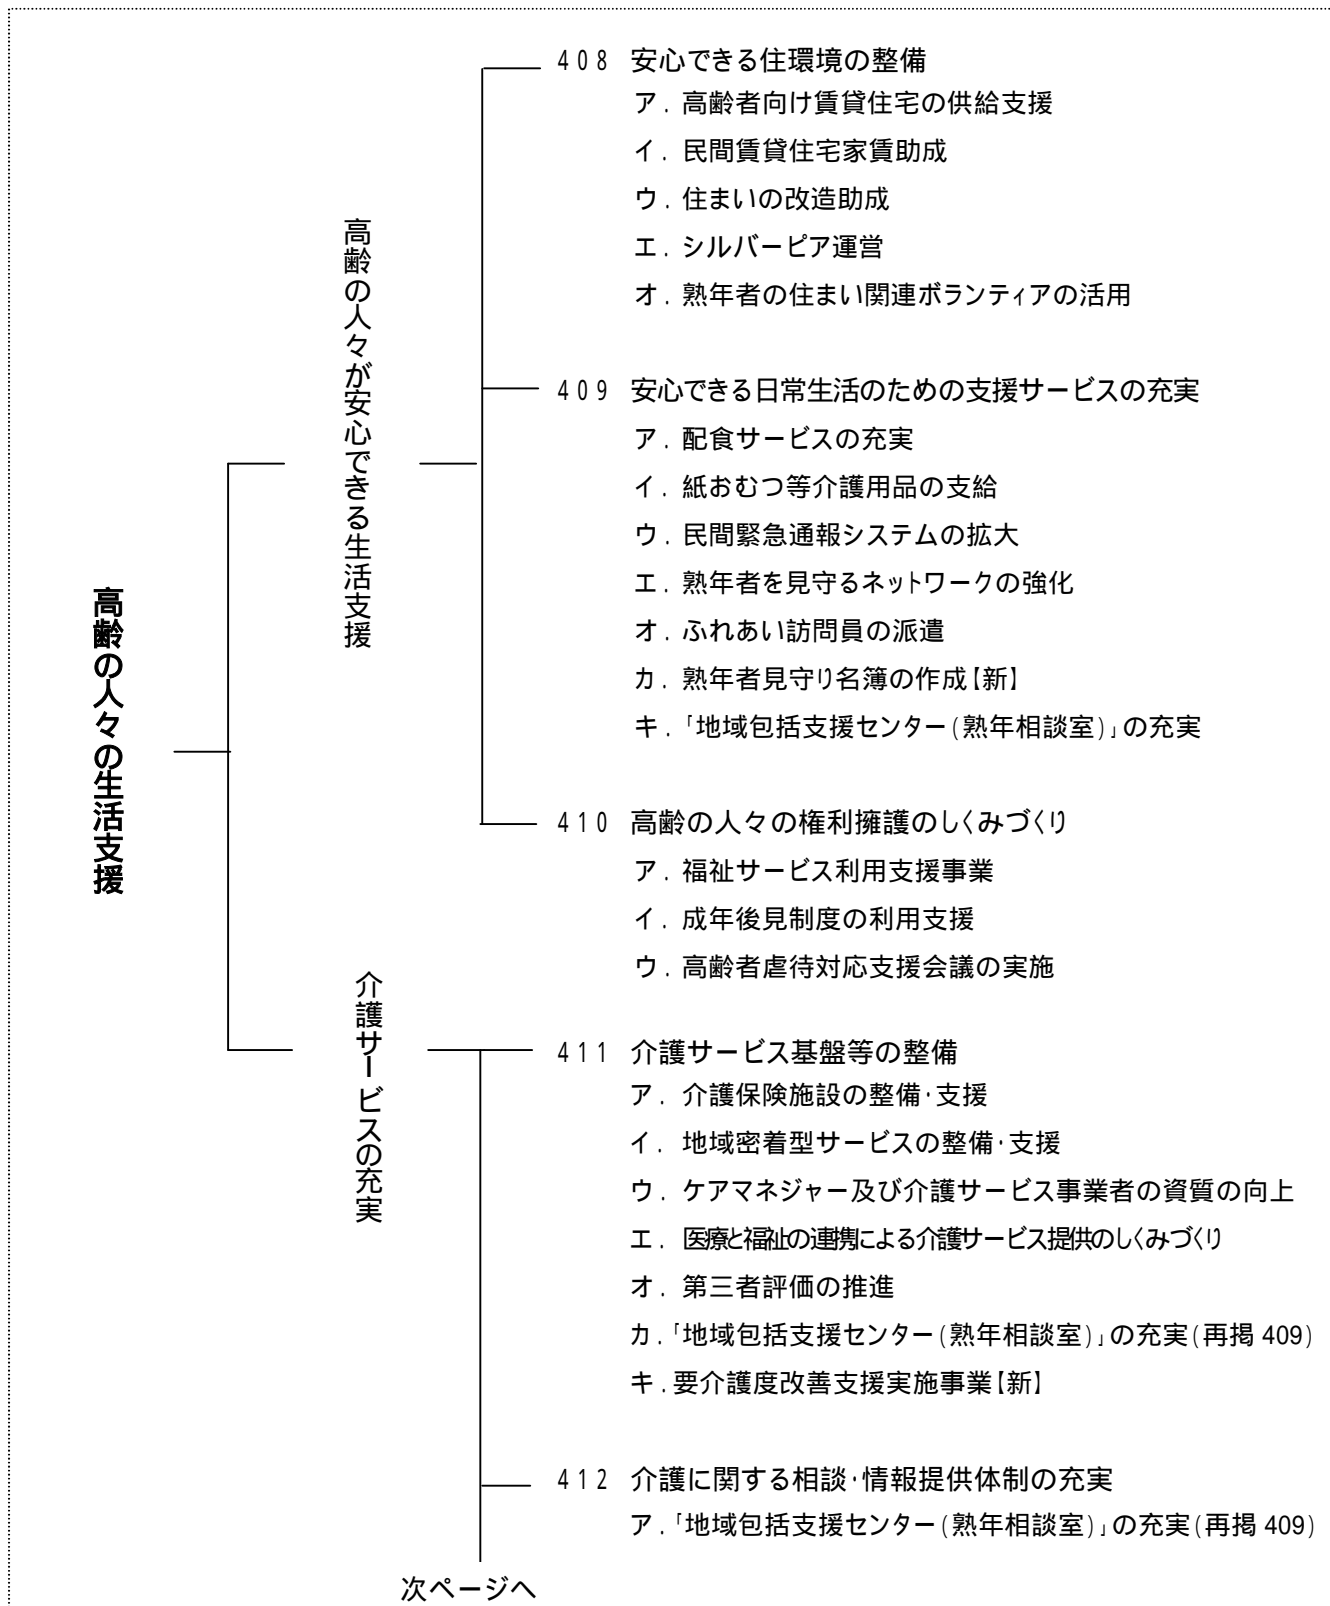 高齢の人々の生活支援
高齢の人々が安心できる生活支援
408 安心できる住環境の整備
ア．高齢者向け賃貸住宅の供給支援
イ．民間賃貸住宅家賃助成
ウ．住まいの改造助成
エ．シルバーピア運営
オ．熟年者の住まい関連ボランティアの活用
409 安心できる日常生活のための支援サービスの充実
ア．配食サービスの充実
イ．紙おむつ等介護用品の支給
ウ．民間緊急通報システムの拡大
エ．熟年者を見守るネットワークの強化
オ．ふれあい訪問員の派遣
カ．熟年者見守り名簿の作成【新】
キ．「地域包括支援センター(熟年相談室)」の充実
410 高齢の人々の権利擁護のしくみづくり
ア．福祉サービス利用支援事業
イ．成年後見制度の利用支援
ウ．高齢者虐待対応支援会議の実施
介護サービスの充実
411 介護サービス基盤等の整備
ア．介護保険施設の整備･支援
イ．地域密着型サービスの整備･支援
ウ．ケアマネジャー及び介護サービス事業者の資質の向上
エ．医療と福祉の連携による介護サービス提供のしくみづくり
オ．第三者評価の推進
カ．「地域包括支援センター(熟年相談室)」の充実(再掲 409)
キ．要介護度改善支援実施事業【新】
412 介護に関する相談･情報提供体制の充実
ア．「地域包括支援センター(熟年相談室)」の充実(再掲 409)
次ページへ